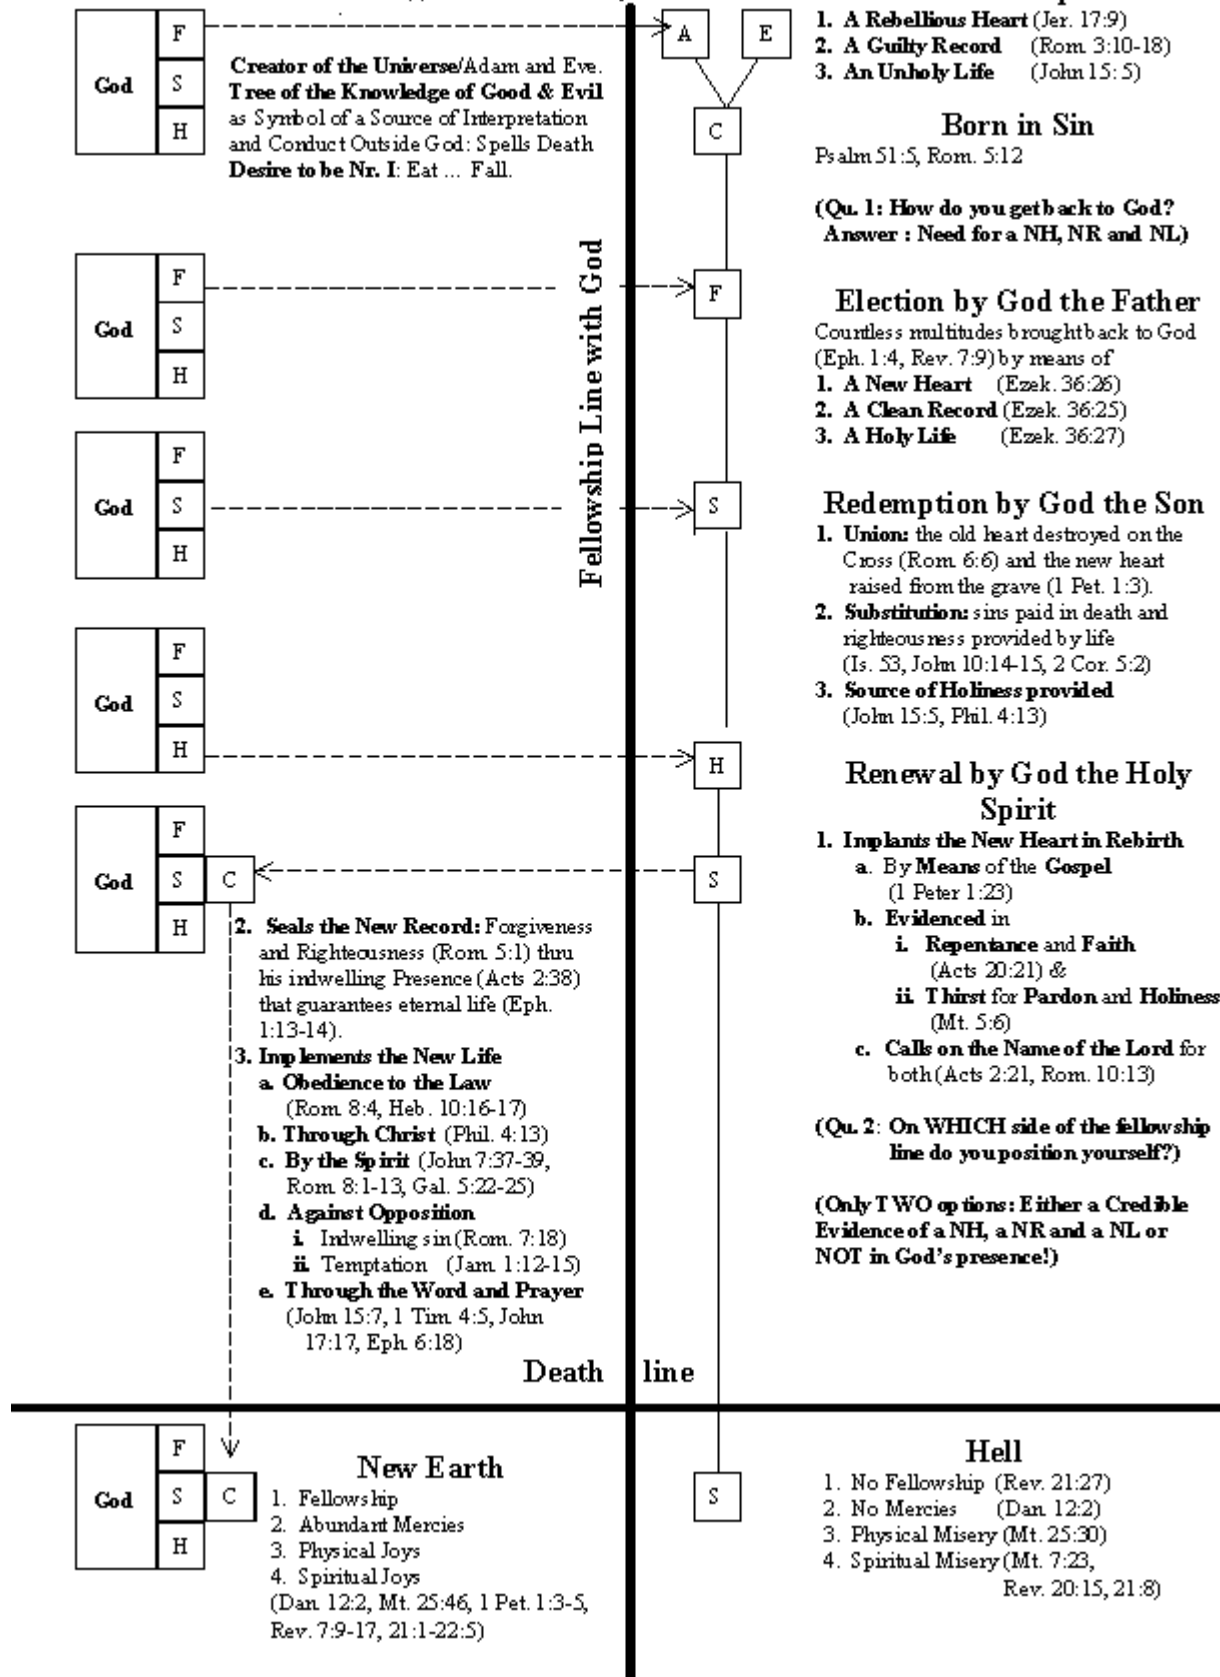 God
F
S
H
Creator of the Universe/Adam and Eve.
Tree of the Knowledge of Good & Evil
as Symbol of a Source of Interpretation
and Conduct Outside God: Spells Death
Desire to be Nr. I: Eat ... Fall.
A
E
C
1. A Rebellious Heart (Jer. 17:9)
2. A Guilty Record (Rom. 3:10-18)
3. An Unholy Life (John 15:5)
Born in Sin
Psalm 51:5, Rom. 5:12
(Qu. 1: How do you get back to God?
Answer : Need for a NH, NR and NL)
God
F
S
H
Fellowship Line with God
F
Election by God the Father
Countless multitudes brought back to God
(Eph. 1:4, Rev. 7:9) by means of
1. A New Heart (Ezek. 36:26)
2. A Clean Record (Ezek. 36:25)
3. A Holy Life (Ezek. 36:27)
God
F
S
H
S
Redemption by God the Son
1. Union: the old heart destroyed on the
Cross (Rom. 6:6) and the new heart
raised from the grave (1 Pet. 1:3).
2. Substitution: sins paid in death and
righteousness provided by life
(Is. 53, John 10:14-15, 2 Cor. 5:2)
3. Source of Holiness provided
(John 15:5, Phil. 4:13)
God
F
S
H
H
Renewal by God the Holy
Spirit
1. Implants the New Heart in Rebirth
a. By Means of the Gospel
(1 Peter 1:23)
b. Evidenced in
i. Repentance and Faith
(Acts 20:21) &
ii. Thirst for Pardon and Holiness
(Mt. 5:6)
c. Calls on the Name of the Lord for
both (Acts 2:21, Rom. 10:13)
(Qu. 2: On WHICH side of the fellowship
line do you position yourself?)
(Only TWO options: Either a Credible
Evidence of a NH, a NR and a NL or
NOT in God's presence!)
God
F
S
H
C
S
2. Seals the New Record: Forgiveness
and Righteousness (Rom. 5:1) thru
his indwelling Presence (Acts 2:38)
that guarantees eternal life (Eph.
1:13-14).
3. Implements the New Life
a. Obedience to the Law
(Rom. 8:4, Heb. 10:16-17)
b. Through Christ (Phil. 4:13)
c. By the Spirit (John 7:37-39,
Rom. 8:1-13, Gal. 5:22-25)
d. Against Opposition
i. Indwelling sin (Rom. 7:18)
ii. Temptation (Jam. 1:12-15)
e. Through the Word and Prayer
(John 15:7, 1 Tim. 4:5, John
17:17, Eph. 6:18)
Death line
God
F
S
H
C
New Earth
1. Fellowship
2. Abundant Mercies
3. Physical Joys
4. Spiritual Joys
(Dan. 12:2, Mt. 25:46, 1 Pet. 1:3-5,
Rev. 7:9-17, 21:1-22:5)
S
Hell
1. No Fellowship (Rev. 21:27)
2. No Mercies (Dan. 12:2)
3. Physical Misery (Mt. 25:30)
4. Spiritual Misery (Mt. 7:23,
Rev. 20:15, 21:8)